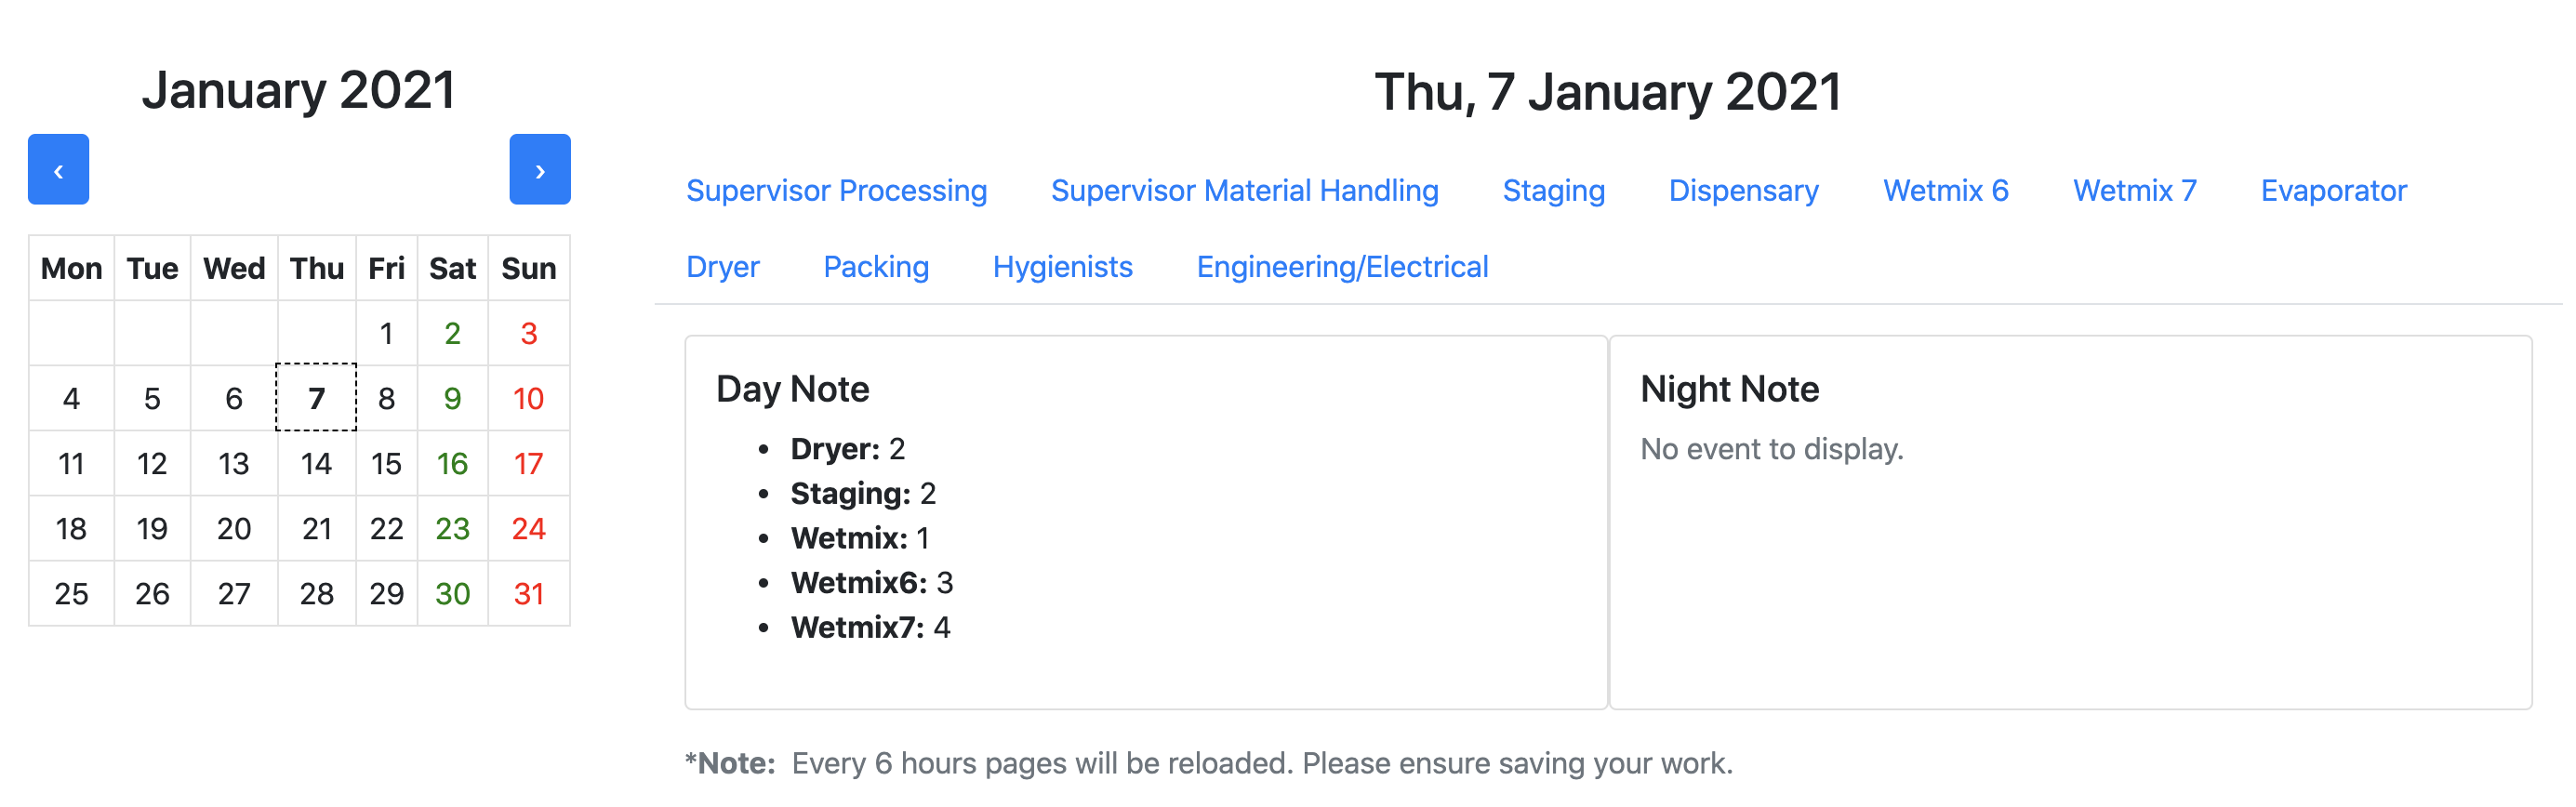 January 2021
‹ ›
Mon Tue Wed Thu Fri Sat Sun
1 2 3
4 5 6 7 8 9 10
11 12 13 14 15 16 17
18 19 20 21 22 23 24
25 26 27 28 29 30 31
Thu, 7 January 2021
Supervisor Processing Supervisor Material Handling Staging Dispensary Wetmix 6 Wetmix 7 Evaporator
Dryer Packing Hygienists Engineering/Electrical
Day Note
• Dryer: 2
• Staging: 2
• Wetmix: 1
• Wetmix6: 3
• Wetmix7: 4
Night Note
No event to display.
*Note: Every 6 hours pages will be reloaded. Please ensure saving your work.